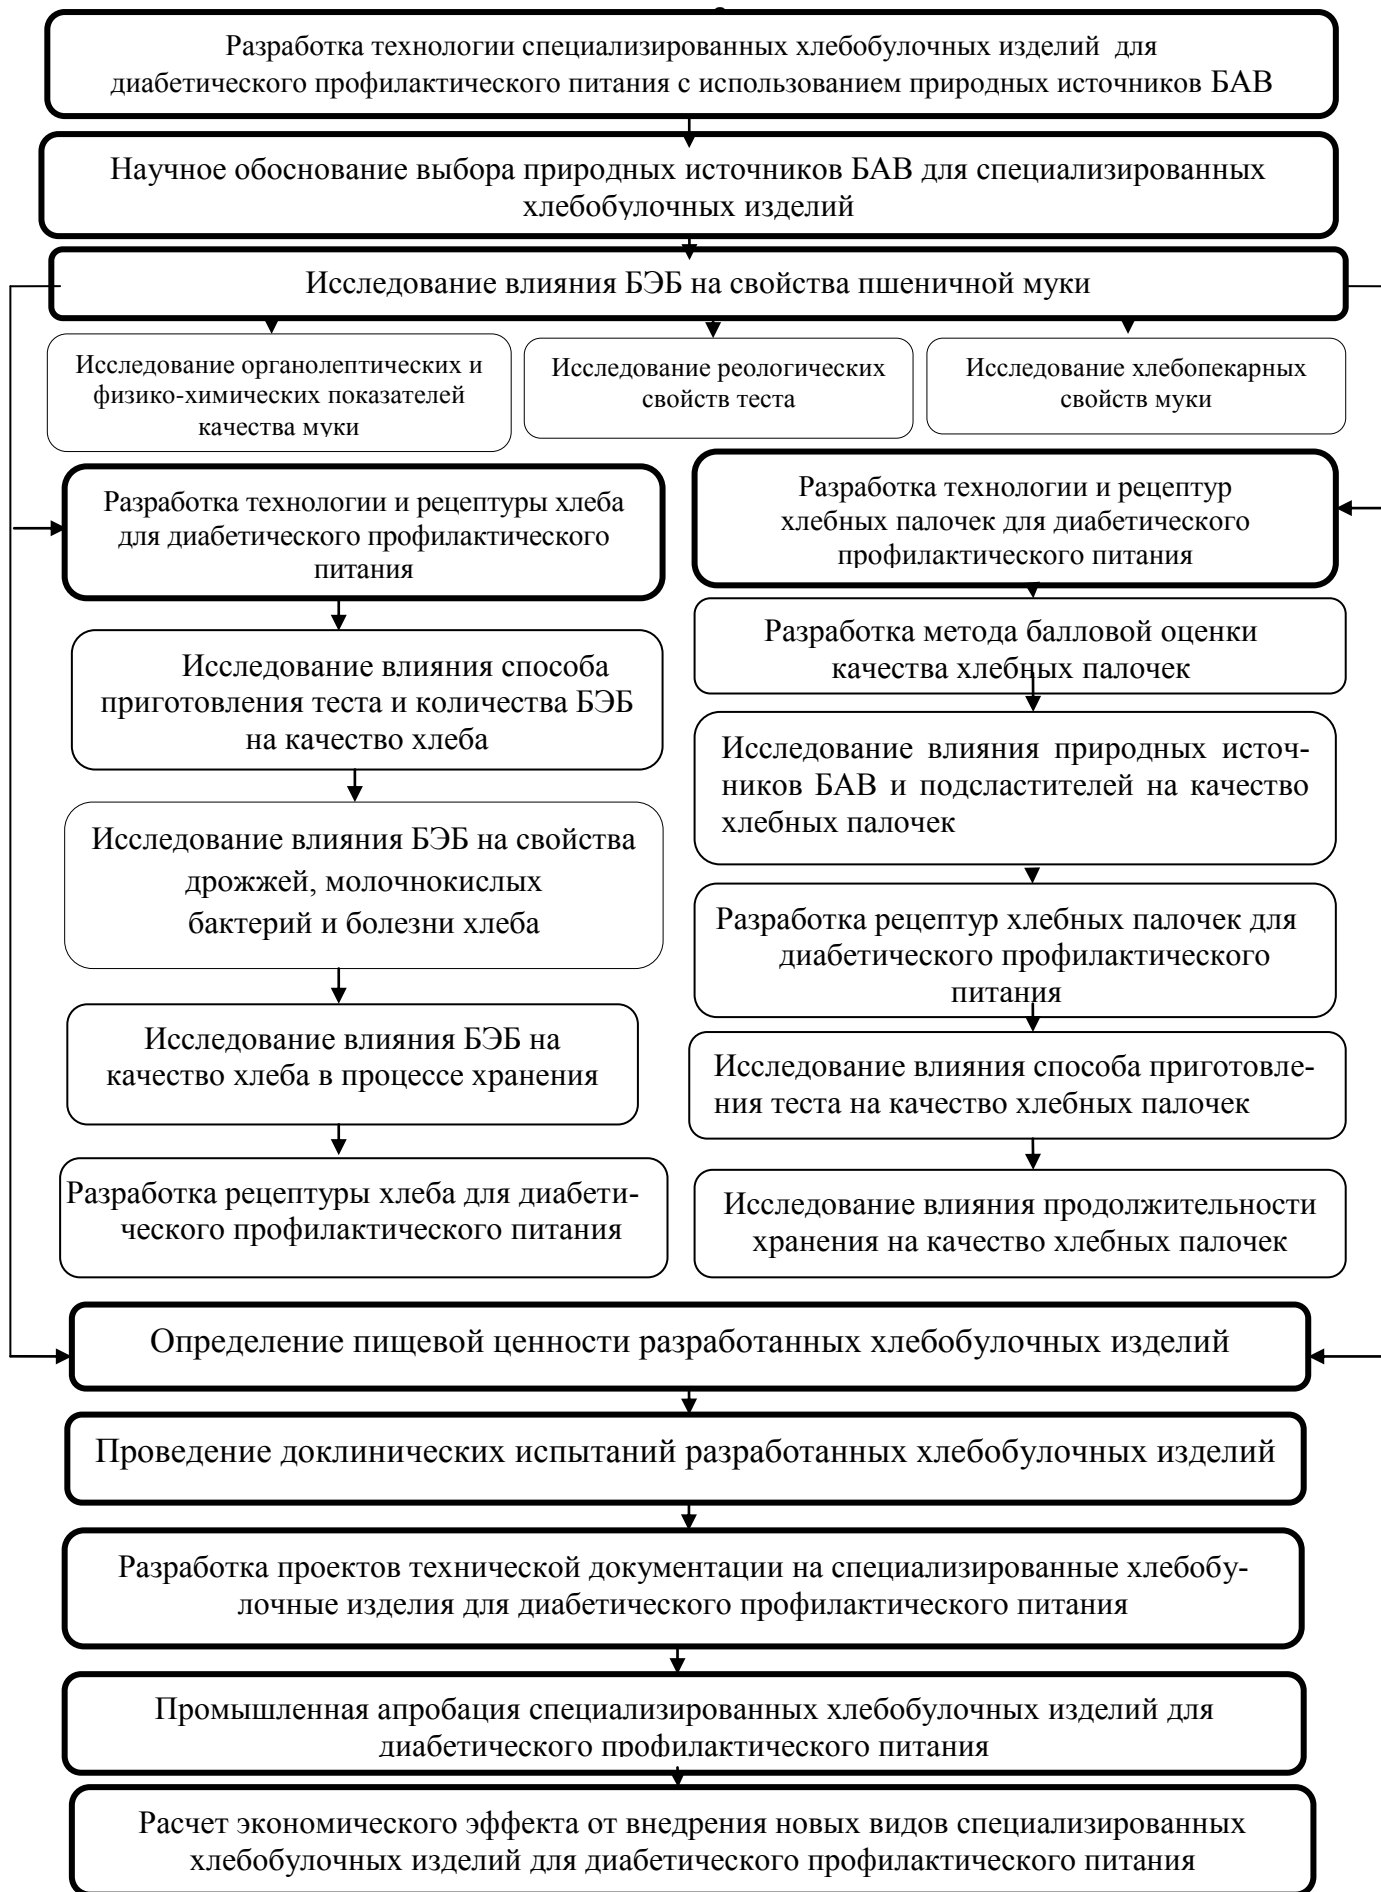 Разработка технологии специализированных хлебобулочных изделий для
диабетического профилактического питания с использованием природных источников БАВ
Научное обоснование выбора природных источников БАВ для специализированных
хлебобулочных изделий
Исследование влияния БЭБ на свойства пшеничной муки
Исследование органолептических и
физико-химических показателей
качества муки
Исследование реологических
свойств теста
Исследование хлебопекарных
свойств муки
Разработка технологии и рецептуры хлеба
для диабетического профилактического
питания
Исследование влияния способа
приготовления теста и количества БЭБ
на качество хлеба
Исследование влияния БЭБ на свойства
дрожжей, молочнокислых
бактерий и болезни хлеба
Исследование влияния БЭБ на
качество хлеба в процессе хранения
Разработка рецептуры хлеба для диабети-
ческого профилактического питания
Разработка технологии и рецептур
хлебных палочек для диабетического
профилактического питания
Разработка метода балловой оценки
качества хлебных палочек
Исследование влияния природных источ-
ников БАВ и подсластителей на качество
хлебных палочек
Разработка рецептур хлебных палочек для
диабетического профилактического
питания
Исследование влияния способа приготовле-
ния теста на качество хлебных палочек
Исследование влияния продолжительности
хранения на качество хлебных палочек
Определение пищевой ценности разработанных хлебобулочных изделий
Проведение доклинических испытаний разработанных хлебобулочных изделий
Разработка проектов технической документации на специализированные хлебобу-
лочные изделия для диабетического профилактического питания
Промышленная апробация специализированных хлебобулочных изделий для
диабетического профилактического питания
Расчет экономического эффекта от внедрения новых видов специализированных
хлебобулочных изделий для диабетического профилактического питания